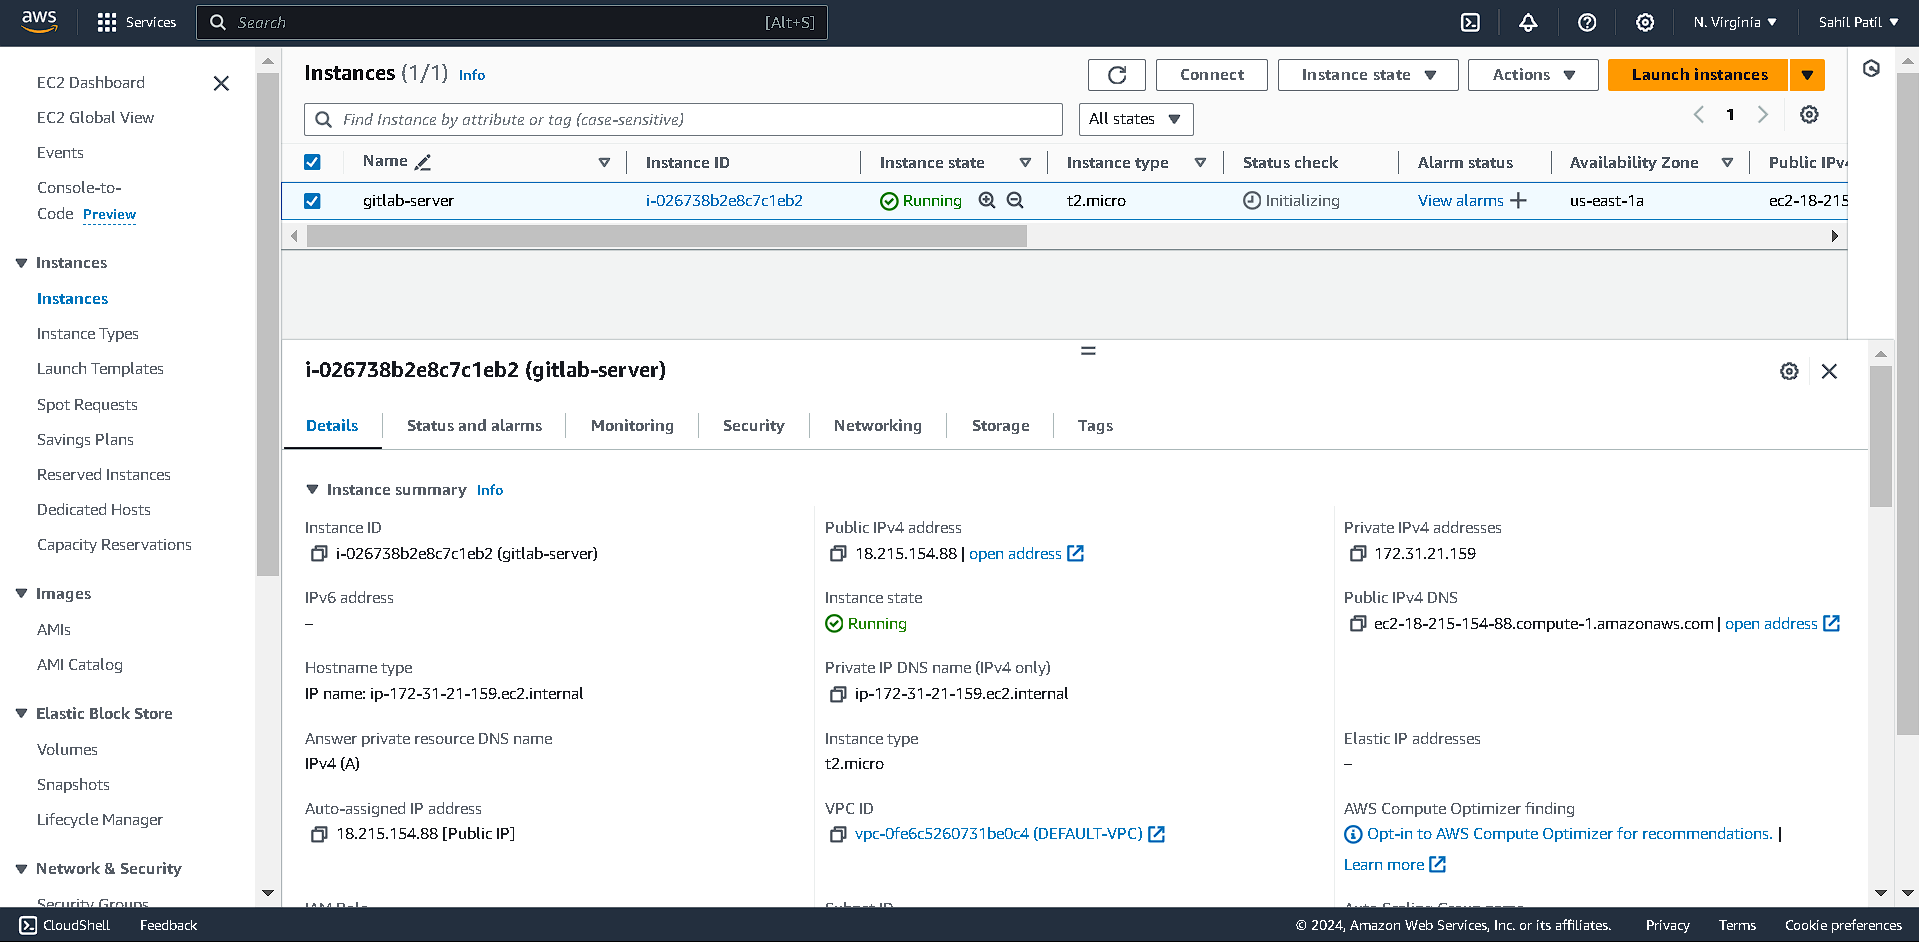 aws
Services
Search
[Alt+S]
N. Virginia
Sahil Patil
EC2 Dashboard
EC2 Global View
Events
Console-to-
Code Preview
Instances
Instances
Instance Types
Launch Templates
Spot Requests
Savings Plans
Reserved Instances
Dedicated Hosts
Capacity Reservations
Images
AMIs
AMI Catalog
Elastic Block Store
Volumes
Snapshots
Lifecycle Manager
Network & Security
Security Groups
Instances (1/1) Info
Connect
Instance state
Actions
Launch instances
Find Instance by attribute or tag (case-sensitive)
All states
1
Name Instance ID Instance state Instance type Status check Alarm status Availability Zone Public IPv4
gitlab-server i-026738b2e8c7c1eb2 Running t2.micro Initializing View alarms + us-east-1a ec2-18-215
i-026738b2e8c7c1eb2 (gitlab-server)
Details Status and alarms Monitoring Security Networking Storage Tags
Instance summary Info
Instance ID
i-026738b2e8c7c1eb2 (gitlab-server)
Public IPv4 address
18.215.154.88 | open address
Private IPv4 addresses
172.31.21.159
IPv6 address
–
Instance state
Running
Public IPv4 DNS
ec2-18-215-154-88.compute-1.amazonaws.com | open address
Hostname type
IP name: ip-172-31-21-159.ec2.internal
Private IP DNS name (IPv4 only)
ip-172-31-21-159.ec2.internal
Answer private resource DNS name
IPv4 (A)
Instance type
t2.micro
Elastic IP addresses
–
Auto-assigned IP address
18.215.154.88 [Public IP]
VPC ID
vpc-0fe6c5260731be0c4 (DEFAULT-VPC)
AWS Compute Optimizer finding
Opt-in to AWS Compute Optimizer for recommendations. |
Learn more
IAM Role
Subnet ID
Auto Scaling Group name
CloudShell
Feedback
© 2024, Amazon Web Services, Inc. or its affiliates.
Privacy
Terms
Cookie preferences